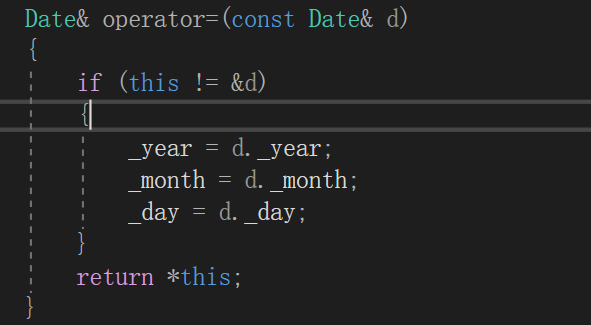 Date& operator=(const Date& d)
{
if (this != &d)
{
_year = d._year;
_month = d._month;
_day = d._day;
}
return *this;
}